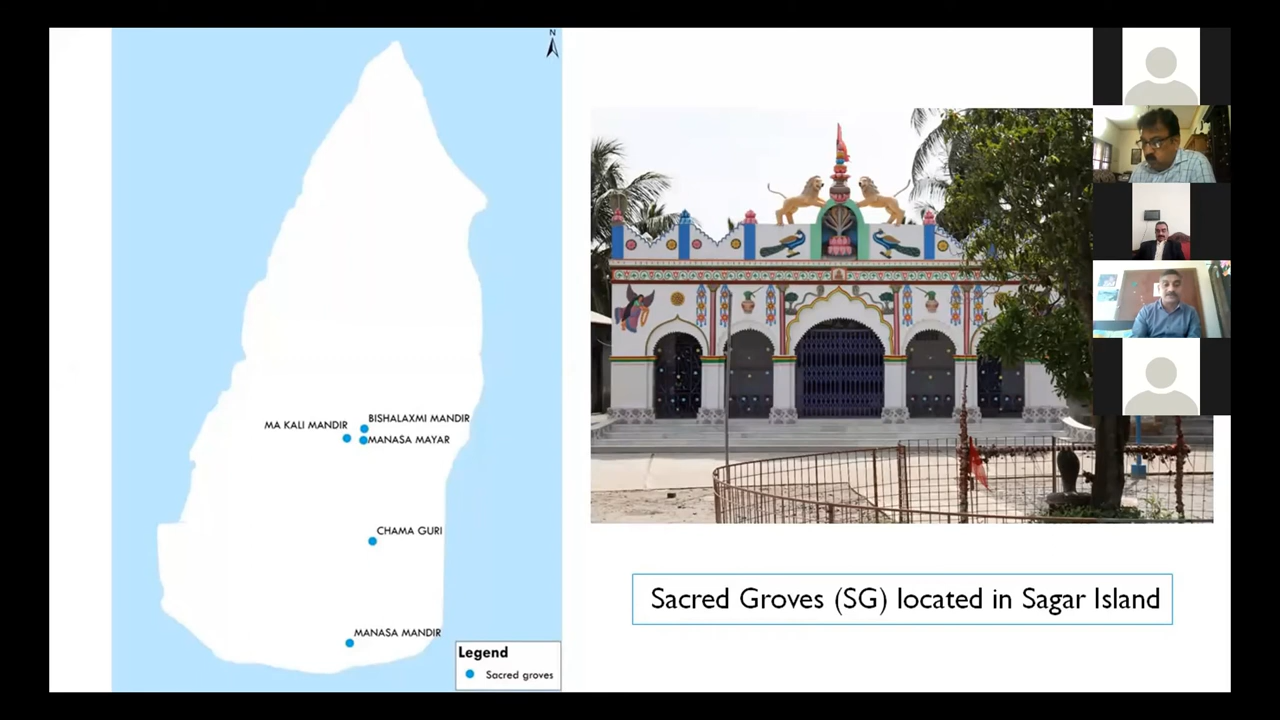 N
MA KALI MANDIR
BISHALAXMI MANDIR
MANASA MAYAR
CHAMA GURI
MANASA MANDIR
Legend
Sacred groves
Sacred Groves (SG) located in Sagar Island